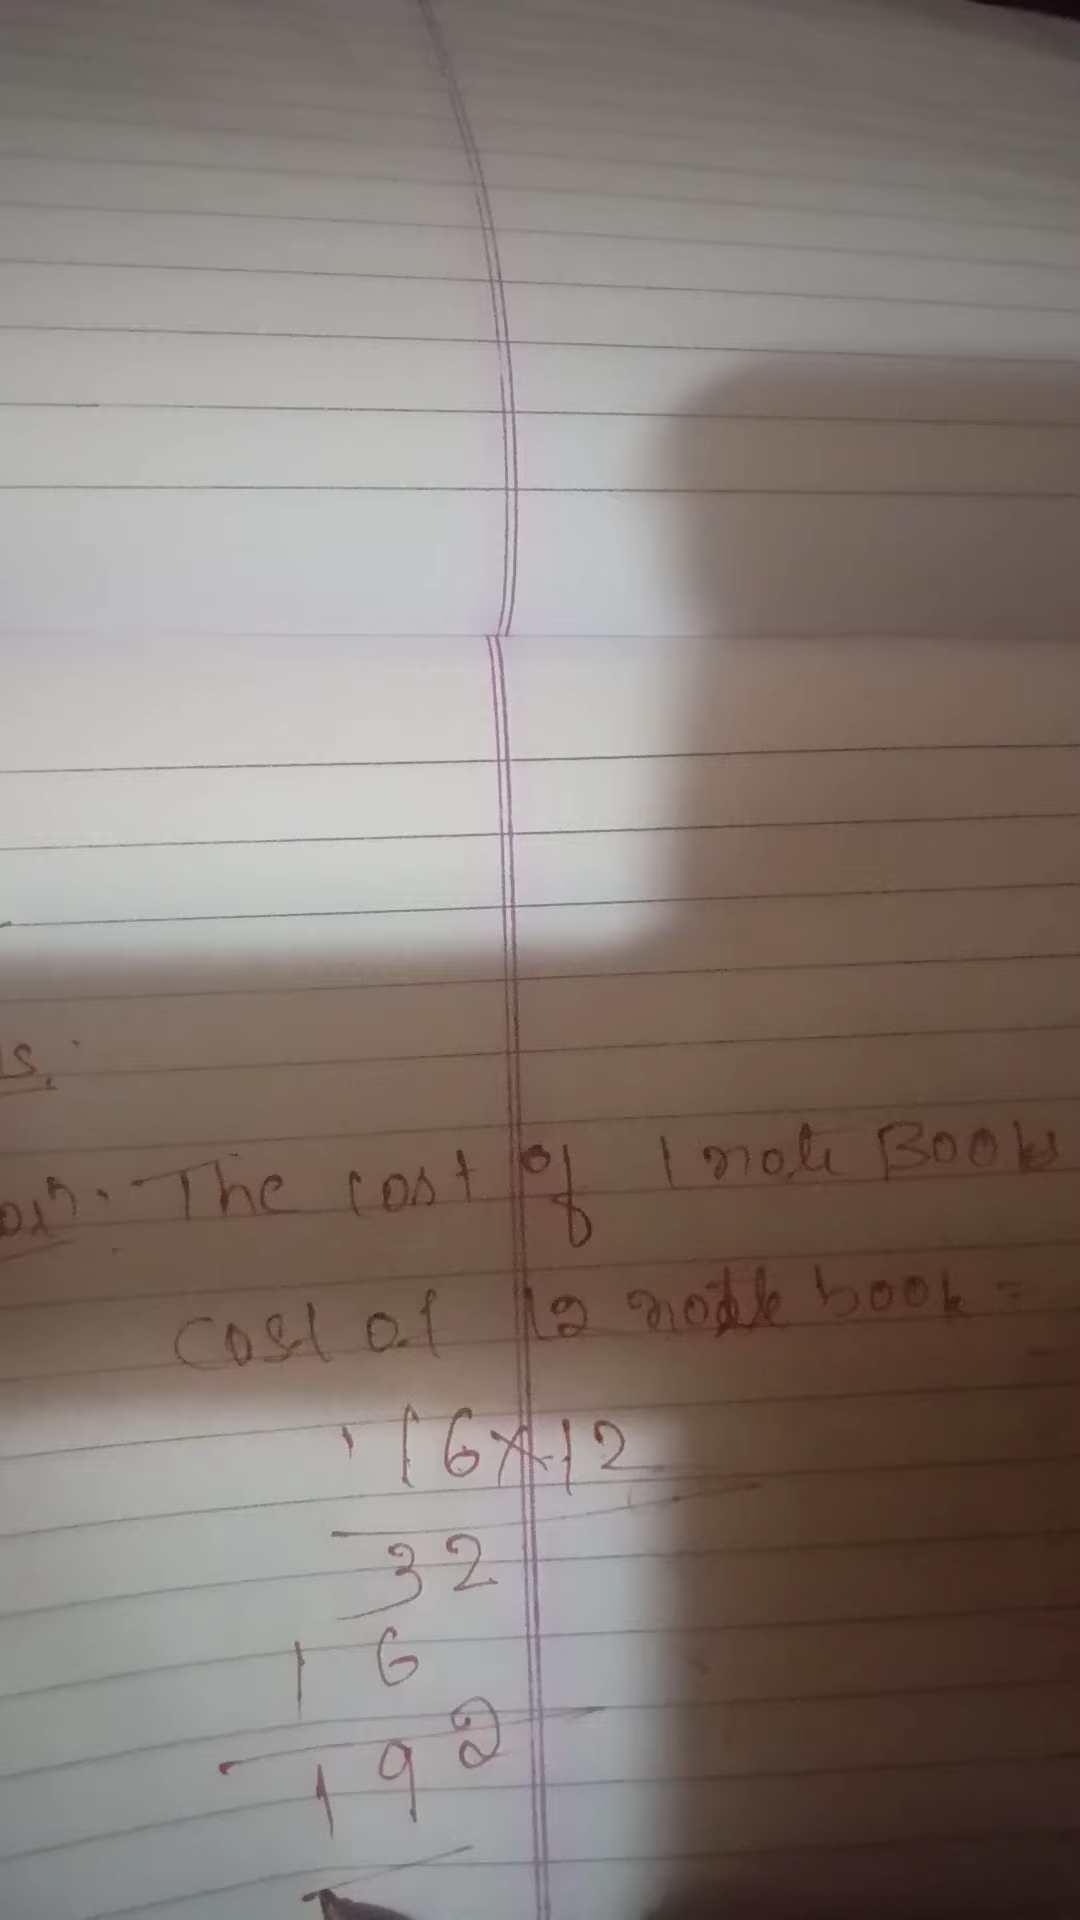 The cost of 1 note Books
cost of 12 note book =
16×12
32
16
192